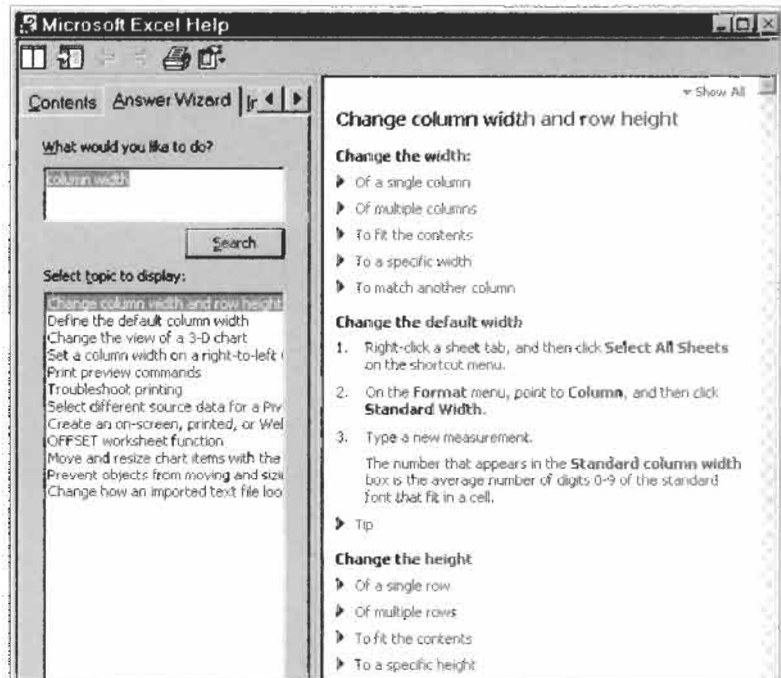 Microsoft Excel Help
Contents
Answer Wizard
What would you like to do?
column width
Search
Select topic to display:
Change column width and row height
Define the default column width
Change the view of a 3-D chart
Set a column width on a right-to-left
Print preview commands
Troubleshoot printing
Select different source data for a Piv
Create an on-screen, printed, or Wel
OFFSET worksheet function
Move and resize chart items with the
Prevent objects from moving and sizi
Change how an imported text file loo
Show All
Change column width and row height
Change the width:
Of a single column
Of multiple columns
To fit the contents
To a specific width
To match another column
Change the default width
1. Right-click a sheet tab, and then click Select All Sheets
on the shortcut menu.
2. On the Format menu, point to Column, and then click
Standard Width.
3. Type a new measurement.
The number that appears in the Standard column width
box is the average number of digits 0-9 of the standard
font that fit in a cell.
Tip
Change the height
Of a single row
Of multiple rows
To fit the contents
To a specific height